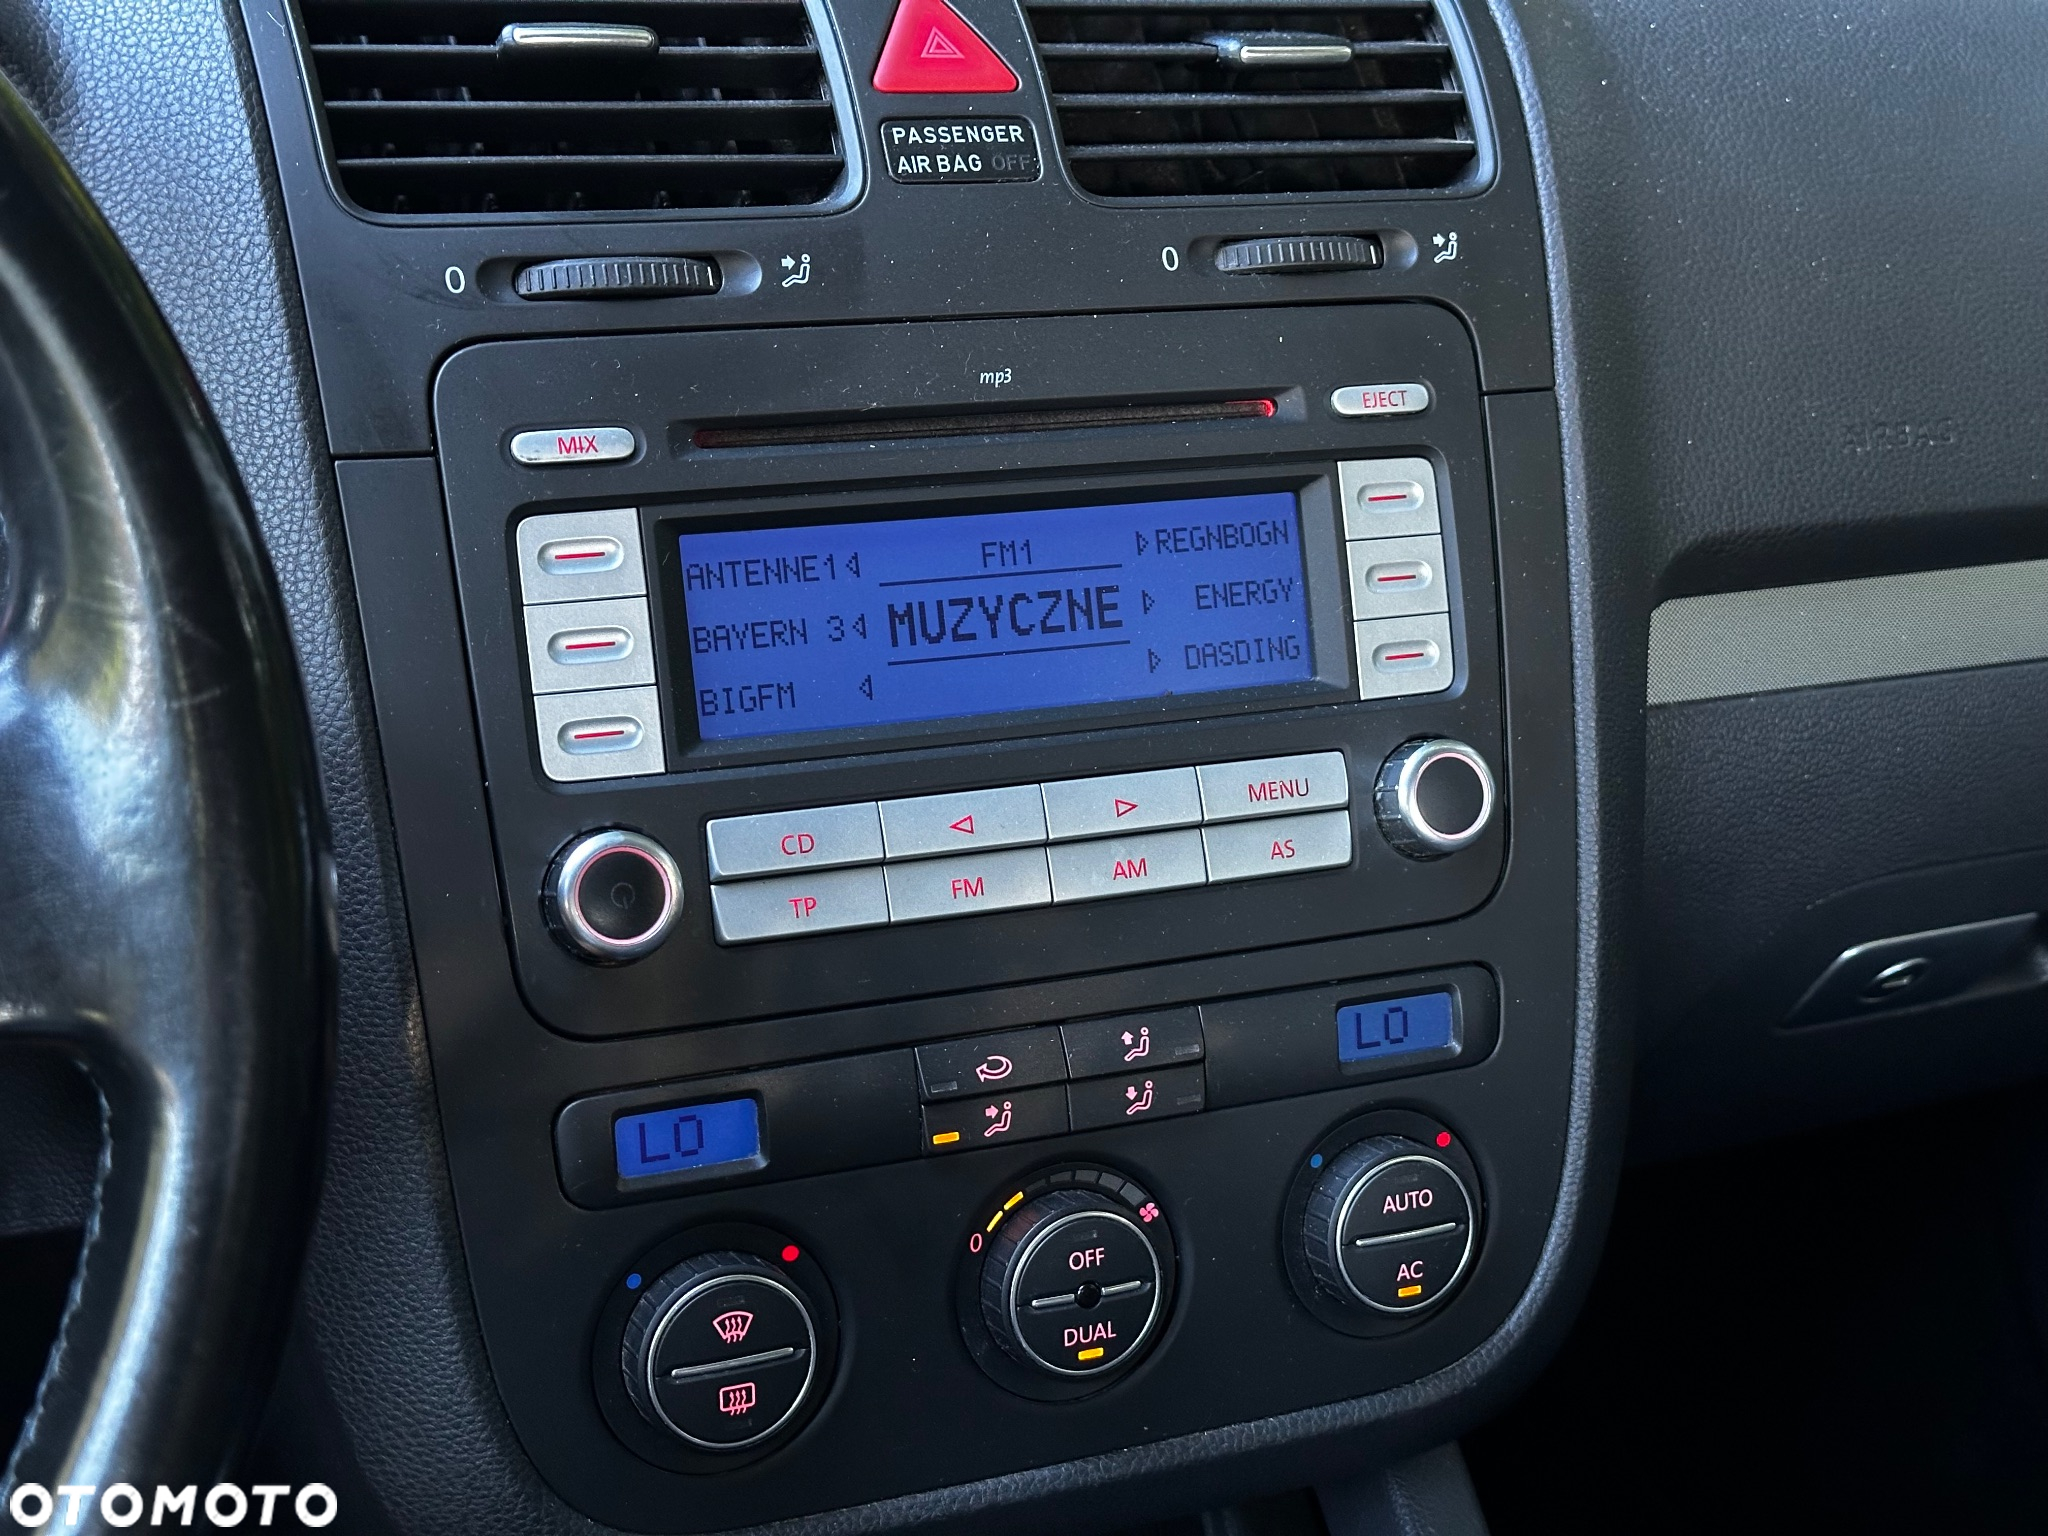 PASSENGER
AIR BAG OFF
0
0
mp3
MIX
EJECT
AIRBAG
ANTENNE1
FM1
REGNBOGN
BAYERN 3
MUZYCZNE
ENERGY
BIGFM
DASDING
CD
MENU
TP
FM
AM
AS
LO
LO
0
OFF
DUAL
AUTO
AC
OTOMOTO